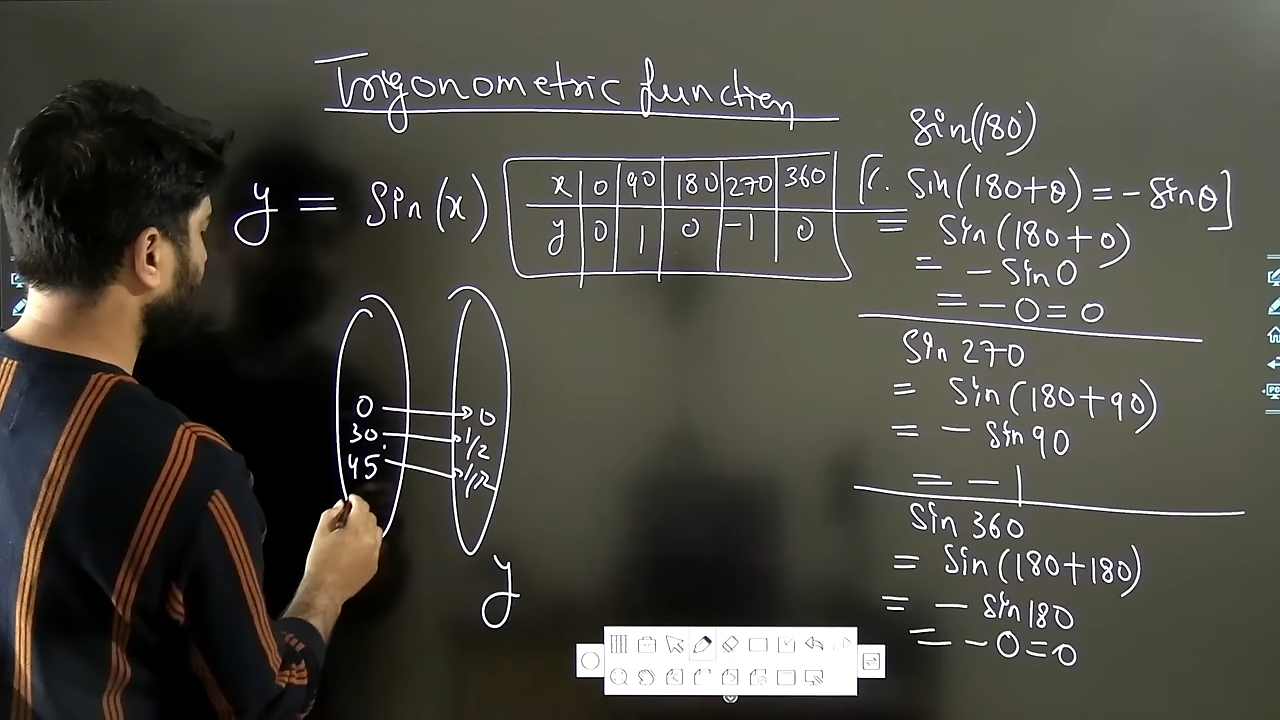 Trigonometric function
y = Sin(x)
x 0 90 180 270 360
y 0 1 0 -1 0
0 → 0
30 → 1/2
45 → 1/√2
y
Sin(180)
[∵ Sin(180+θ) = - Sinθ]
= Sin(180+0)
= - Sin0
= - 0 = 0
Sin 270
= Sin(180+90)
= - Sin 90
= - 1
Sin 360
= Sin(180+180)
= - Sin180
= - 0 = 0